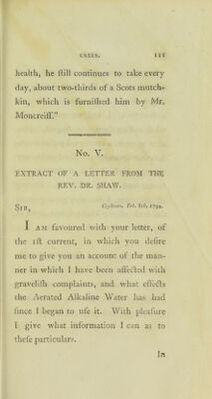 CASES. 111
health, he ſtill continues to take every
day, about two-thirds of a Scots mutch-
kin, which is furniſhed him by Mr.
Moncreiff."
No. V.
EXTRACT OF A LETTER FROM THE
REV. DR. SHAW.
SIR, Feb. 8th, 1794.
I AM favoured with your letter, of
the 1ſt current, in which you deſire
me to give you an account of the man-
ner in which I have been affected with
graveliſh complaints, and what effects
the Aerated Alkaline Water has had
ſince I began to uſe it. With pleaſure
I give what information I can as to
theſe particulars.
In